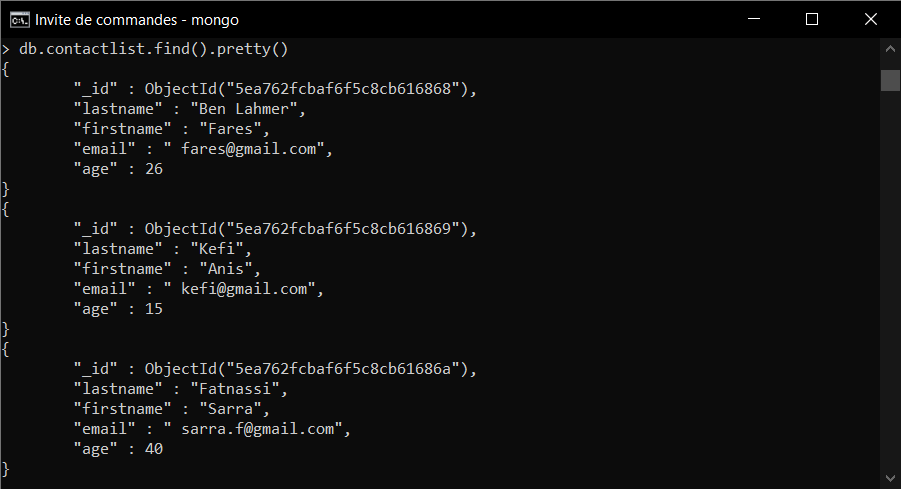 Invite de commandes - mongo
> db.contactlist.find().pretty()
{
        "_id" : ObjectId("5ea762fcbaf6f5c8cb616868"),
        "lastname" : "Ben Lahmer",
        "firstname" : "Fares",
        "email" : " fares@gmail.com",
        "age" : 26
}
{
        "_id" : ObjectId("5ea762fcbaf6f5c8cb616869"),
        "lastname" : "Kefi",
        "firstname" : "Anis",
        "email" : " kefi@gmail.com",
        "age" : 15
}
{
        "_id" : ObjectId("5ea762fcbaf6f5c8cb61686a"),
        "lastname" : "Fatnassi",
        "firstname" : "Sarra",
        "email" : " sarra.f@gmail.com",
        "age" : 40
}